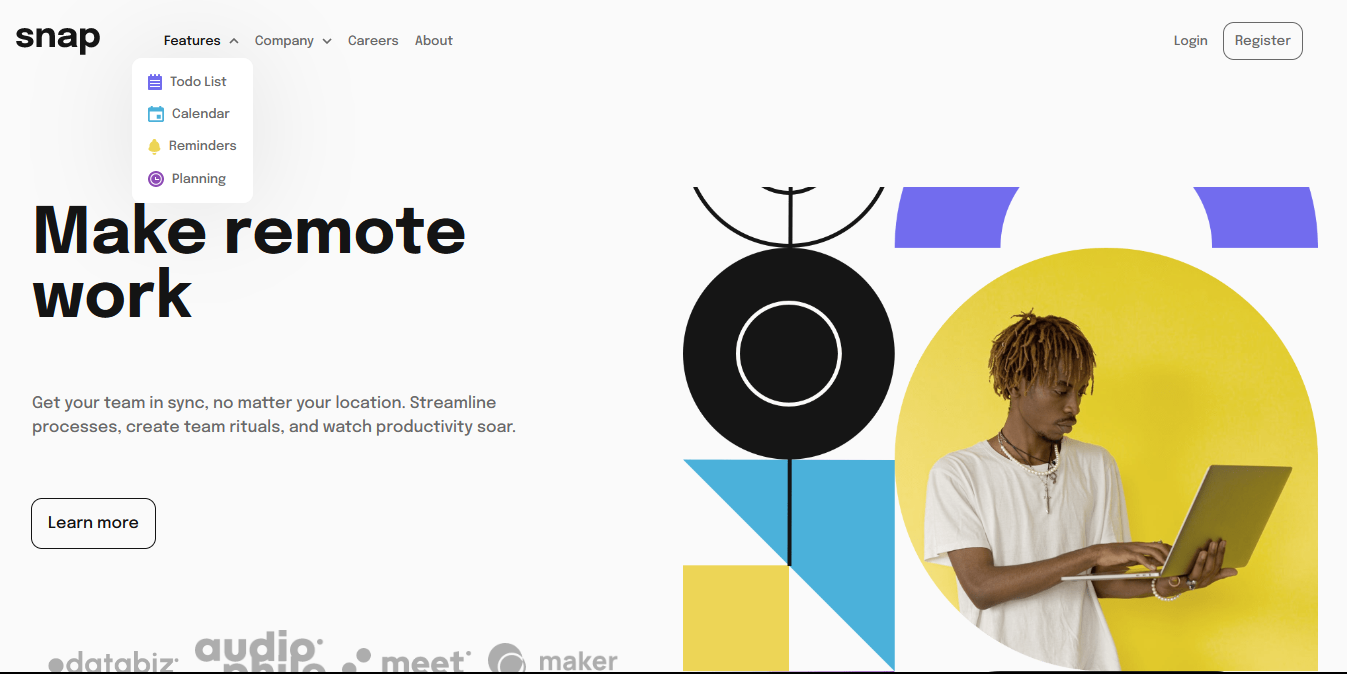 snap
Features
Company
Careers
About
Login
Register
Todo List
Calendar
Reminders
Planning
Make remote
work
Get your team in sync, no matter your location. Streamline
processes, create team rituals, and watch productivity soar.
Learn more
databiz
audio
phile
meet
maker